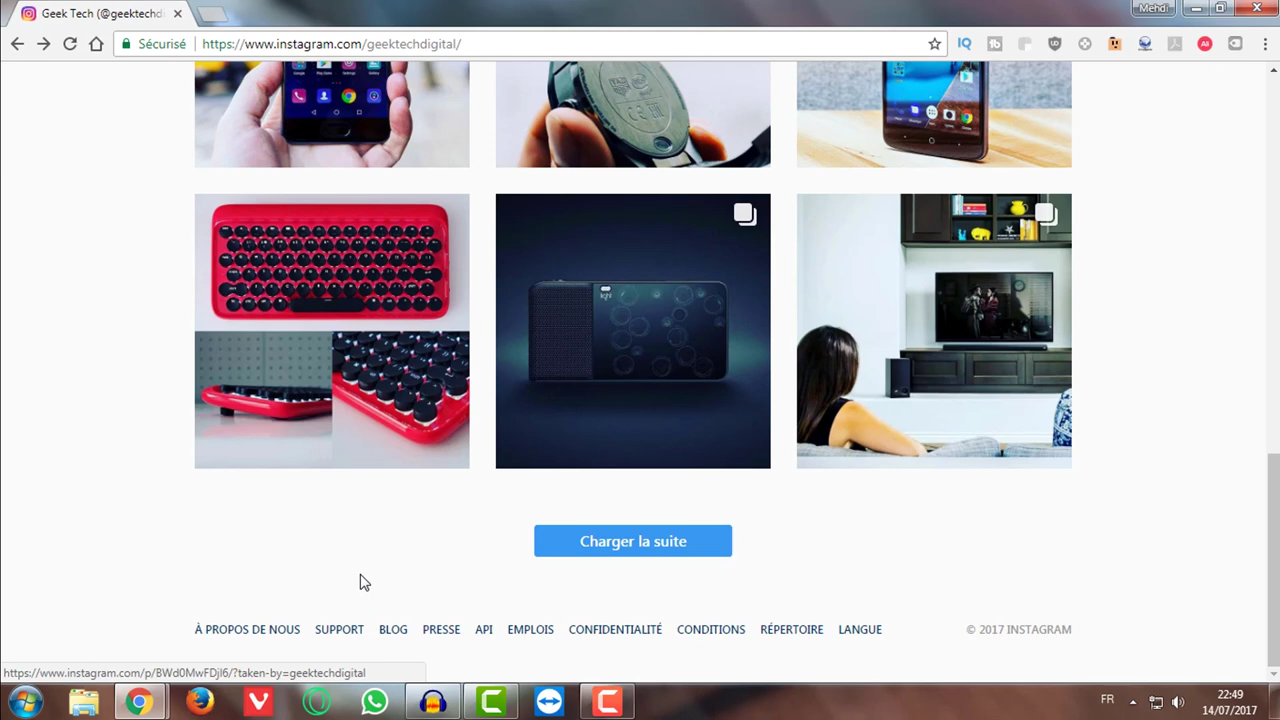 Geek Tech (@geektechdi
Mehdi
Sécurisé
https://www.instagram.com/geektechdigital/
light
Charger la suite
À PROPOS DE NOUS SUPPORT BLOG PRESSE API EMPLOIS CONFIDENTIALITÉ CONDITIONS RÉPERTOIRE LANGUE © 2017 INSTAGRAM
https://www.instagram.com/p/BWd0MwFDjl6/?taken-by=geektechdigital
FR
22:49
14/07/2017